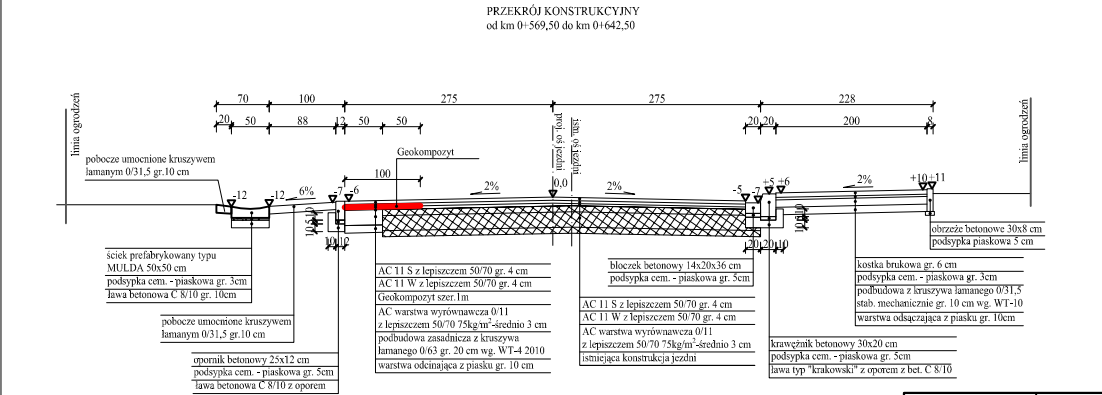 PRZEKRÓJ KONSTRUKCYJNY
od km 0+569,50 do km 0+642,50
70 100 275 275 228
20 50 88 12 50 50 20 20 200 8
linia ogrodzeń
proj. oś jezdni
istn. oś jezdni
linia ogrodzeń
Geokompozyt
100
pobocze umocnione kruszywem
łamanym 0/31,5 gr.10 cm
-12 -12 6% -7 -6 2% 0,0 2% -5 -7 +5 +6 2% +10 +11
10 12
20 20 10
ściek prefabrykowany typu
MULDA 50x50 cm
podsypka cem. - piaskowa gr. 3cm
ława betonowa C 8/10 gr. 10cm
pobocze umocnione kruszywem
łamanym 0/31,5 gr.10 cm
opornik betonowy 25x12 cm
podsypka cem. - piaskowa gr. 5cm
ława betonowa C 8/10 z oporem
AC 11 S z lepiszczem 50/70 gr. 4 cm
AC 11 W z lepiszczem 50/70 gr. 4 cm
Geokompozyt szer.1m
AC warstwa wyrównawcza 0/11
z lepiszczem 50/70 75kg/m²-średnio 3 cm
podbudowa zasadnicza z kruszywa
łamanego 0/63 gr. 20 cm wg. WT-4 2010
warstwa odcinająca z piasku gr. 10 cm
bloczek betonowy 14x20x36 cm
podsypka cem. - piaskowa gr. 5cm
AC 11 S z lepiszczem 50/70 gr. 4 cm
AC 11 W z lepiszczem 50/70 gr. 4 cm
AC warstwa wyrównawcza 0/11
z lepiszczem 50/70 75kg/m²-średnio 3 cm
istniejąca konstrukcja jezdni
obrzeże betonowe 30x8 cm
podsypka piaskowa 5 cm
kostka brukowa gr. 6 cm
podsypka cem. - piaskowa gr. 3cm
podbudowa z kruszywa łamanego 0/31,5
stab. mechanicznie gr. 10 cm wg. WT-10
warstwa odsączająca z piasku gr. 10cm
krawężnik betonowy 30x20 cm
podsypka cem. - piaskowa gr. 5cm
ława typ "krakowski" z oporem z bet. C 8/10